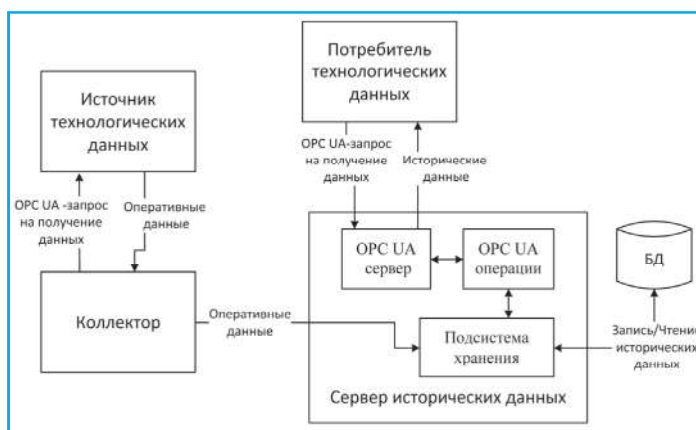 Потребитель
технологических
данных
Источник
технологических
данных
OPC UA-запрос
на получение
данных
Исторические
данные
OPC UA -запрос
на получение
данных
Оперативные
данные
OPC UA
сервер
OPC UA
операции
БД
Коллектор
Оперативные
данные
Подсистема
хранения
Запись/Чтение
исторических
данных
Сервер исторических данных